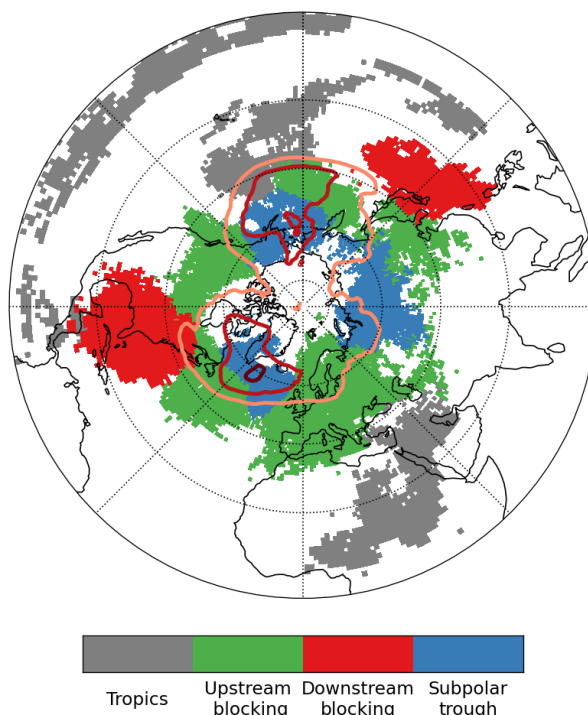 Tropics
Upstream blocking
Downstream blocking
Subpolar trough